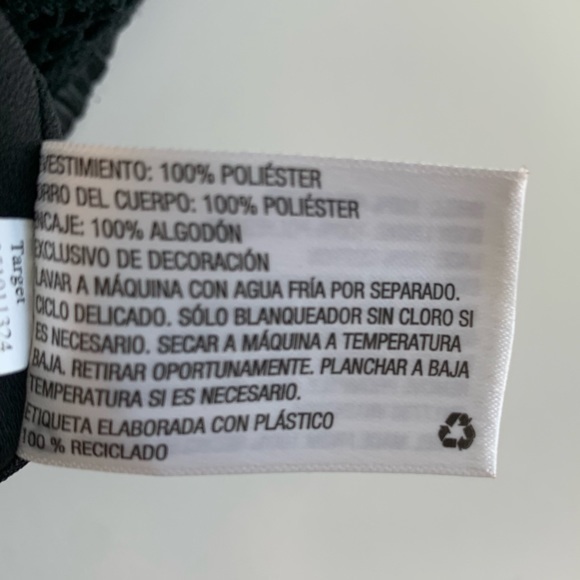 VESTIMIENTO: 100% POLIÉSTER
ORRO DEL CUERPO: 100% POLIÉSTER
NCAJE: 100% ALGODÓN
EXCLUSIVO DE DECORACIÓN
LAVAR A MÁQUINA CON AGUA FRÍA POR SEPARADO.
CICLO DELICADO. SÓLO BLANQUEADOR SIN CLORO SI
ES NECESARIO. SECAR A MÁQUINA A TEMPERATURA
BAJA. RETIRAR OPORTUNAMENTE. PLANCHAR A BAJA
TEMPERATURA SI ES NECESARIO.
ETIQUETA ELABORADA CON PLÁSTICO
100 % RECICLADO
Target